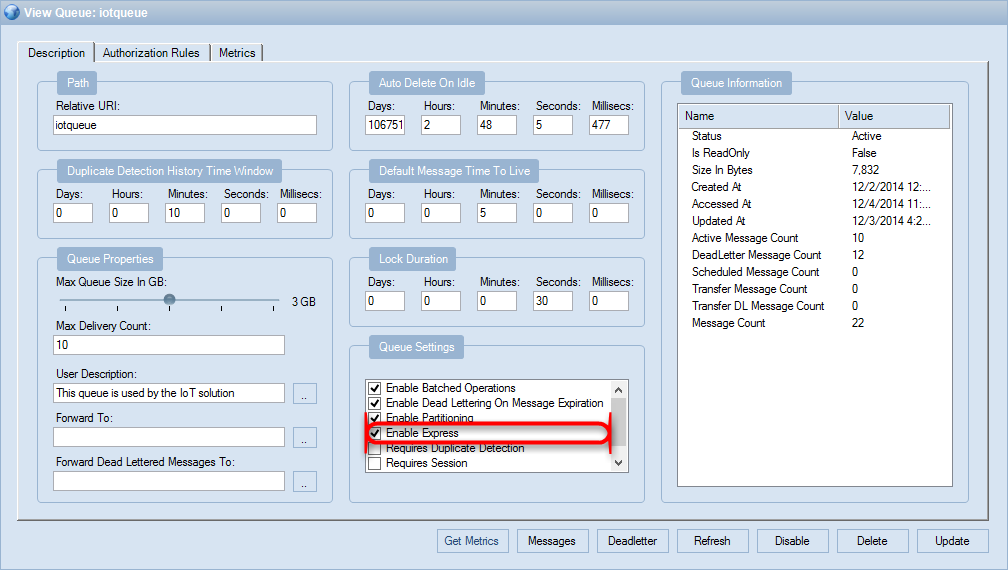 View Queue: iotqueue
Description Authorization Rules Metrics
Path
Relative URI:
iotqueue
Duplicate Detection History Time Window
Days: Hours: Minutes: Seconds: Millisecs:
0 0 10 0 0
Queue Properties
Max Queue Size In GB:
3 GB
Max Delivery Count:
10
User Description:
This queue is used by the IoT solution
..
Forward To:
..
Forward Dead Lettered Messages To:
..
Auto Delete On Idle
Days: Hours: Minutes: Seconds: Millisecs:
106751 2 48 5 477
Default Message Time To Live
Days: Hours: Minutes: Seconds: Millisecs:
0 0 5 0 0
Lock Duration
Days: Hours: Minutes: Seconds: Millisecs:
0 0 0 30 0
Queue Settings
Enable Batched Operations
Enable Dead Lettering On Message Expiration
Enable Partitioning
Enable Express
Requires Duplicate Detection
Requires Session
Queue Information
Name Value
Status Active
Is ReadOnly False
Size In Bytes 7,832
Created At 12/2/2014 12:...
Accessed At 12/4/2014 11:...
Updated At 12/3/2014 4:2...
Active Message Count 10
DeadLetter Message Count 12
Scheduled Message Count 0
Transfer Message Count 0
Transfer DL Message Count 0
Message Count 22
Get Metrics Messages Deadletter Refresh Disable Delete Update